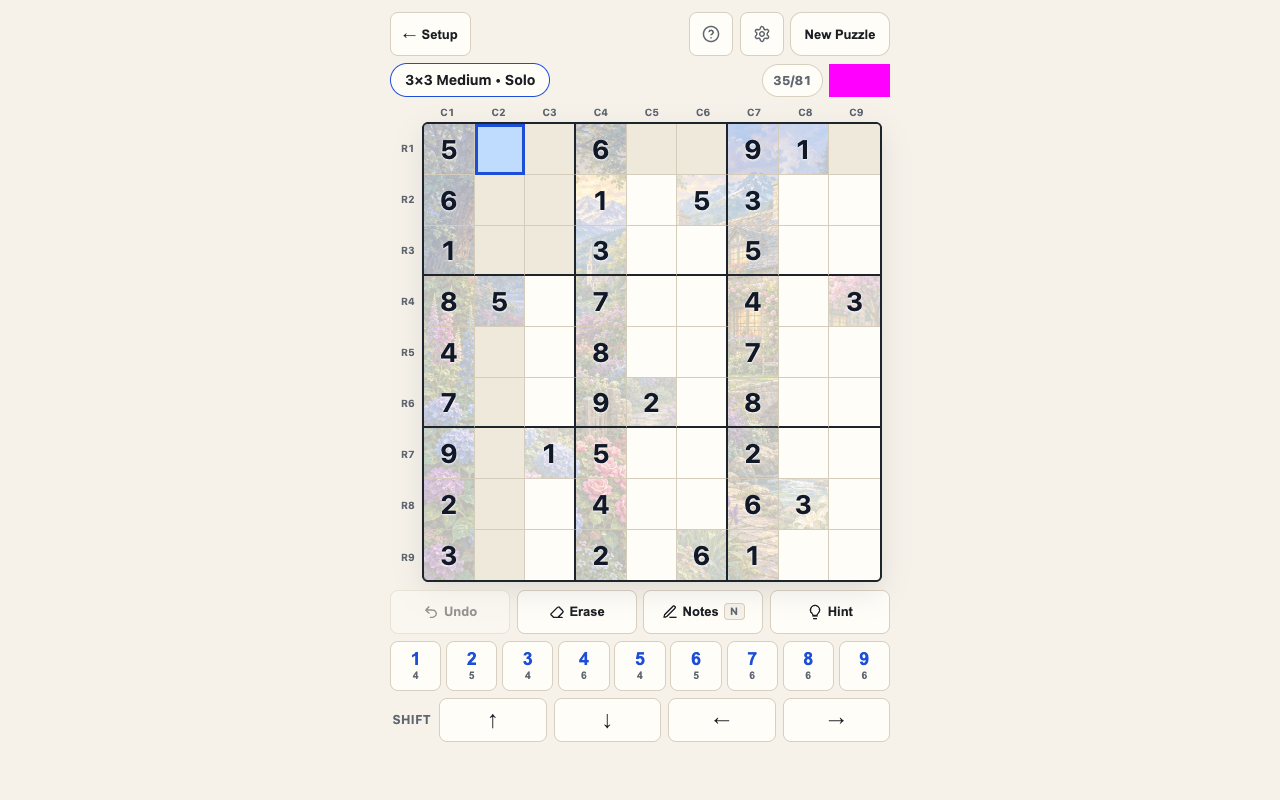 ← Setup
New Puzzle
3×3 Medium • Solo
35/81
C1 C2 C3 C4 C5 C6 C7 C8 C9
R1 5 6 9 1
R2 6 1 5 3
R3 1 3 5
R4 8 5 7 4 3
R5 4 8 7
R6 7 9 2 8
R7 9 1 5 2
R8 2 4 6 3
R9 3 2 6 1
Undo Erase Notes N Hint
1 2 3 4 5 6 7 8 9
4 5 4 6 4 5 6 6 6
SHIFT ↑ ↓ ← →